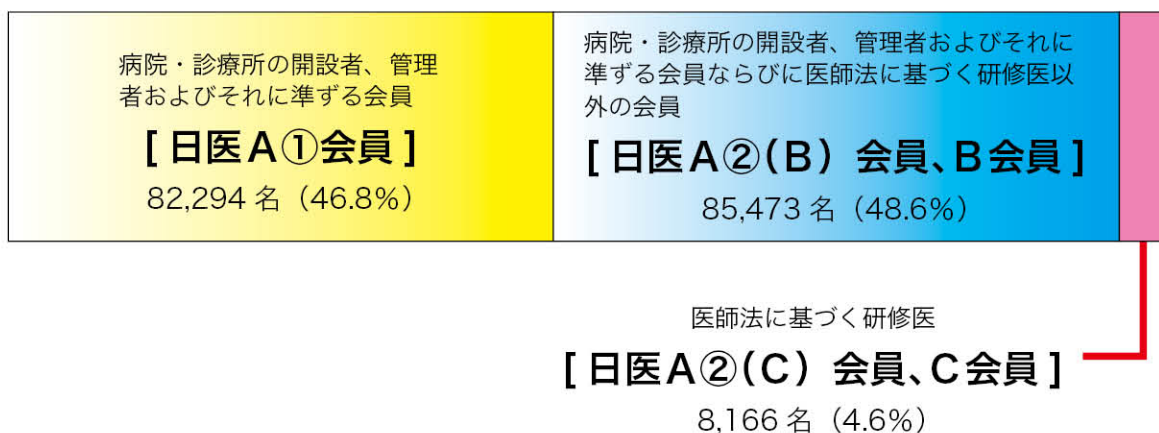 病院・診療所の開設者、管理
者およびそれに準ずる会員
[ 日医A①会員 ]
82,294 名（46.8%）
病院・診療所の開設者、管理者およびそれに
準ずる会員ならびに医師法に基づく研修医以
外の会員
[ 日医A②(B) 会員、B会員 ]
85,473 名（48.6%）
医師法に基づく研修医
[ 日医A②(C) 会員、C会員 ]
8,166 名（4.6%）